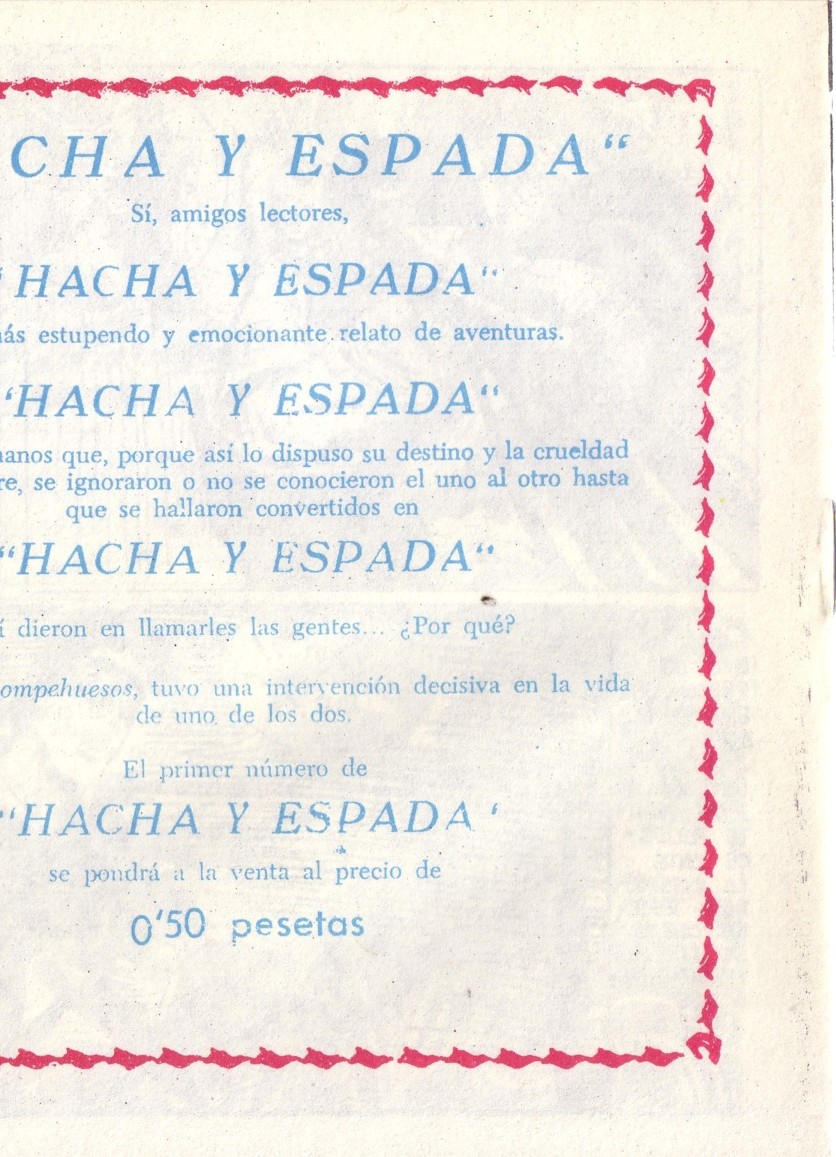 CHA Y ESPADA"
Sí, amigos lectores,
"HACHA Y ESPADA"
ás estupendo y emocionante relato de aventuras.
"HACHA Y ESPADA"
anos que, porque así lo dispuso su destino y la crueldad
re, se ignoraron o no se conocieron el uno al otro hasta
que se hallaron convertidos en
"HACHA Y ESPADA"
í dieron en llamarles las gentes... ¿Por qué?
ompehuesos, tuvo una intervención decisiva en la vida
de uno de los dos.
El primer número de
"HACHA Y ESPADA'
se pondrá a la venta al precio de
0'50 pesetas